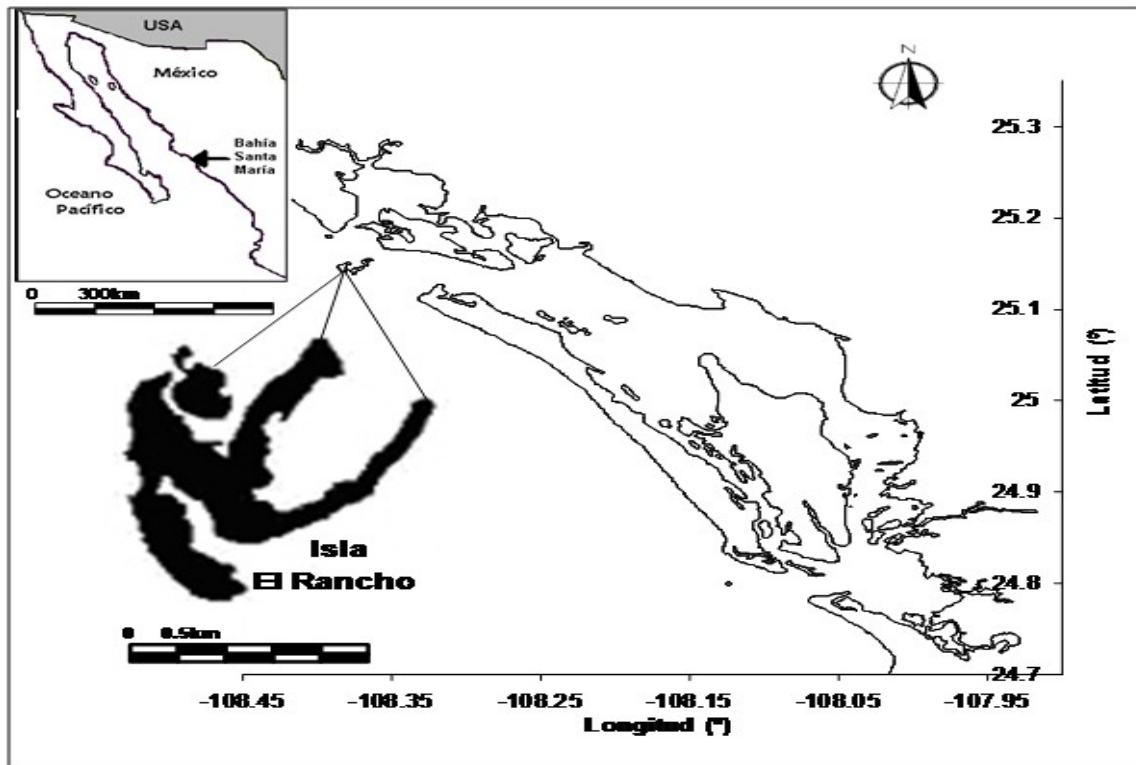 USA
México
Bahía
Santa
María
Oceano
Pacífico
0 300km
N
25.3
25.2
25.1
25
24.9
24.8
24.7
Latitud (º)
Isla
El Rancho
0 0.5km
-108.45 -108.35 -108.25 -108.15 -108.05 -107.95
Longitud (º)